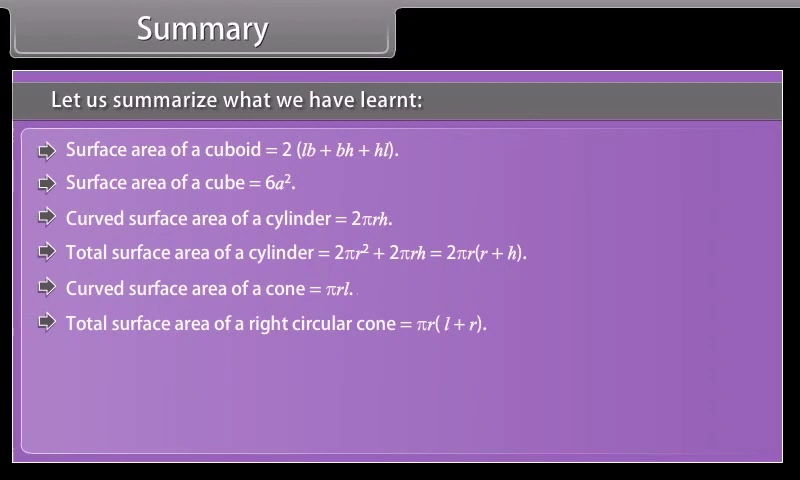 Summary
Let us summarize what we have learnt:
Surface area of a cuboid = 2 (lb + bh + hl).
Surface area of a cube = 6a².
Curved surface area of a cylinder = 2πrh.
Total surface area of a cylinder = 2πr² + 2πrh = 2πr(r + h).
Curved surface area of a cone = πrl.
Total surface area of a right circular cone = πr( l + r).